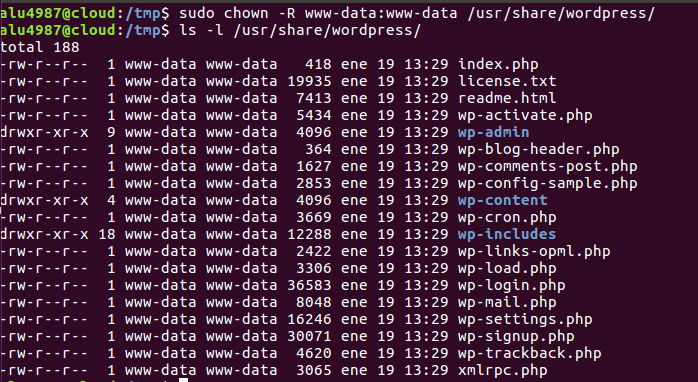 alu4987@cloud:/tmp$ sudo chown -R www-data:www-data /usr/share/wordpress/
alu4987@cloud:/tmp$ ls -l /usr/share/wordpress/
total 188
-rw-r--r--  1 www-data www-data   418 ene 19 13:29 index.php
-rw-r--r--  1 www-data www-data 19935 ene 19 13:29 license.txt
-rw-r--r--  1 www-data www-data  7413 ene 19 13:29 readme.html
-rw-r--r--  1 www-data www-data  5434 ene 19 13:29 wp-activate.php
drwxr-xr-x  9 www-data www-data  4096 ene 19 13:29 wp-admin
-rw-r--r--  1 www-data www-data   364 ene 19 13:29 wp-blog-header.php
-rw-r--r--  1 www-data www-data  1627 ene 19 13:29 wp-comments-post.php
-rw-r--r--  1 www-data www-data  2853 ene 19 13:29 wp-config-sample.php
drwxr-xr-x  4 www-data www-data  4096 ene 19 13:29 wp-content
-rw-r--r--  1 www-data www-data  3669 ene 19 13:29 wp-cron.php
drwxr-xr-x 18 www-data www-data 12288 ene 19 13:29 wp-includes
-rw-r--r--  1 www-data www-data  2422 ene 19 13:29 wp-links-opml.php
-rw-r--r--  1 www-data www-data  3306 ene 19 13:29 wp-load.php
-rw-r--r--  1 www-data www-data 36583 ene 19 13:29 wp-login.php
-rw-r--r--  1 www-data www-data  8048 ene 19 13:29 wp-mail.php
-rw-r--r--  1 www-data www-data 16246 ene 19 13:29 wp-settings.php
-rw-r--r--  1 www-data www-data 30071 ene 19 13:29 wp-signup.php
-rw-r--r--  1 www-data www-data  4620 ene 19 13:29 wp-trackback.php
-rw-r--r--  1 www-data www-data  3065 ene 19 13:29 xmlrpc.php